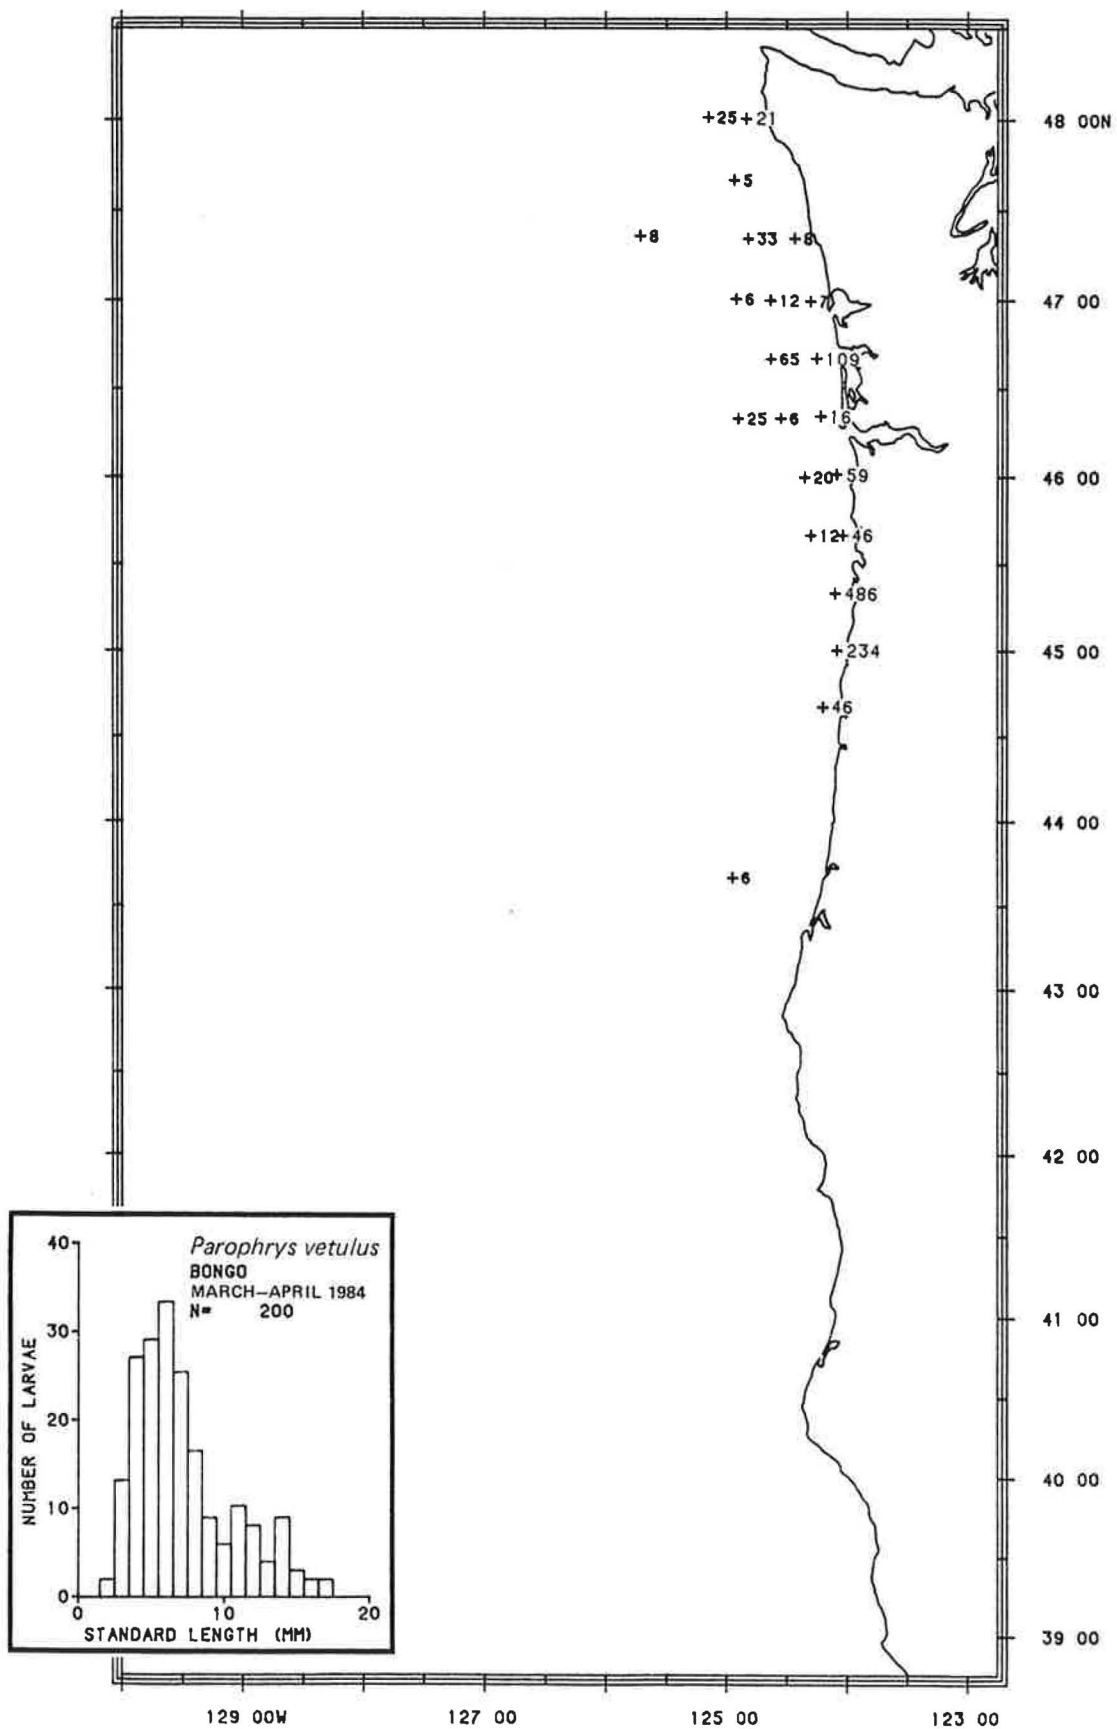 +25 +21
48 00N
+5
+8 +33 +8
+6 +12 +7
47 00
+65 +109
+25 +6 +16
+20 +59
46 00
+12 +46
+486
+234
45 00
+46
44 00
+6
43 00
42 00
41 00
40 00
39 00
40
30
20
10
0
NUMBER OF LARVAE
Parophrys vetulus
BONGO
MARCH–APRIL 1984
N= 200
0 10 20
STANDARD LENGTH (MM)
129 00W 127 00 125 00 123 00